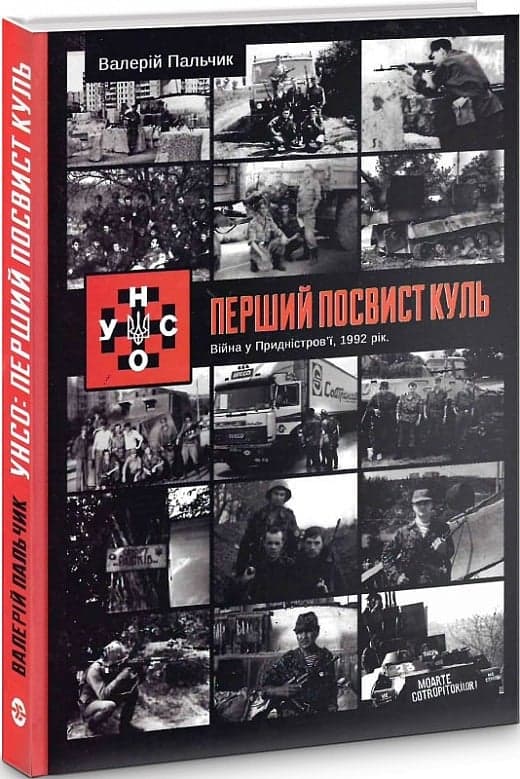 Валерій Пальчик
УНСО
ПЕРШИЙ ПОСВИСТ КУЛЬ
Війна у Придністров'ї, 1992 рік.
MOARTE
COTROPITORILOR!
ВАЛЕРІЙ ПАЛЬЧИК УНСО: ПЕРШИЙ ПОСВИСТ КУЛЬ